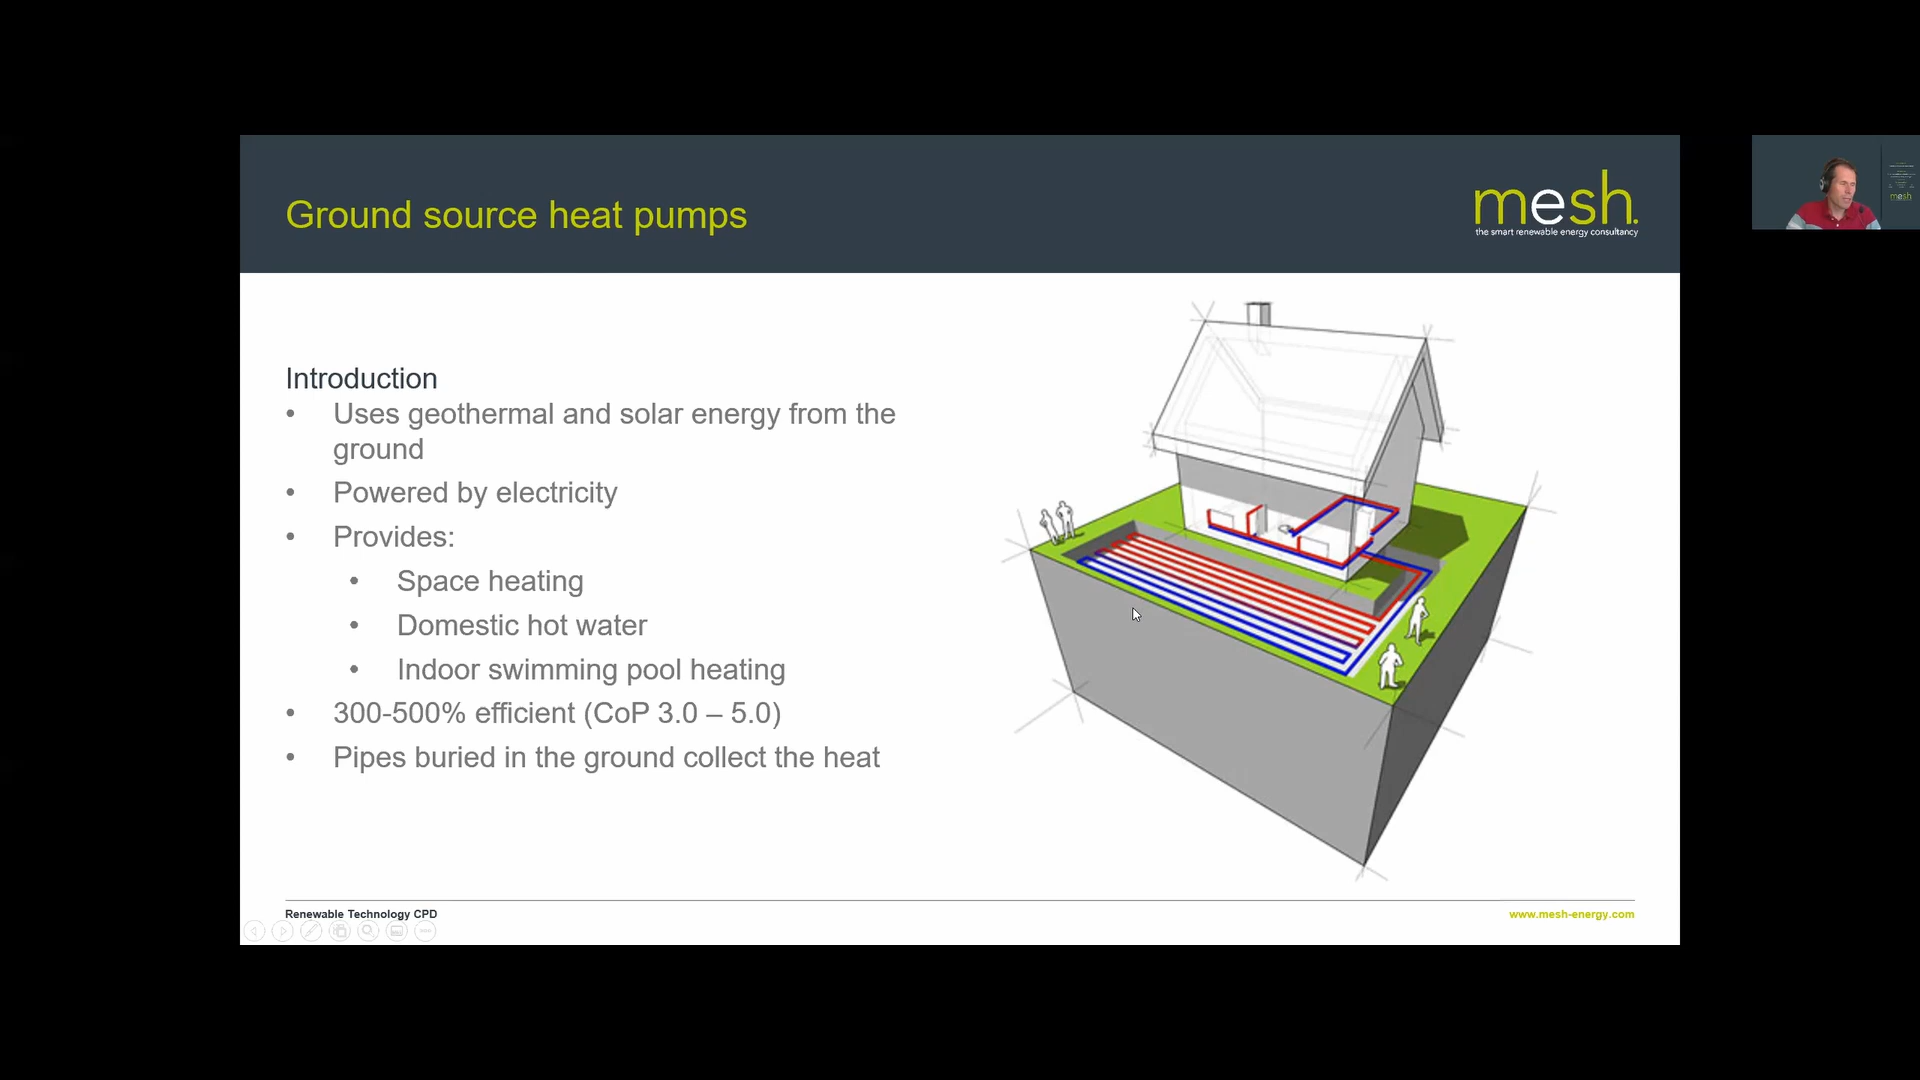 Ground source heat pumps
mesh.
the smart renewable energy consultancy
Introduction
• Uses geothermal and solar energy from the
ground
• Powered by electricity
• Provides:
• Space heating
• Domestic hot water
• Indoor swimming pool heating
• 300-500% efficient (CoP 3.0 – 5.0)
• Pipes buried in the ground collect the heat
Renewable Technology CPD
www.mesh-energy.com
mesh